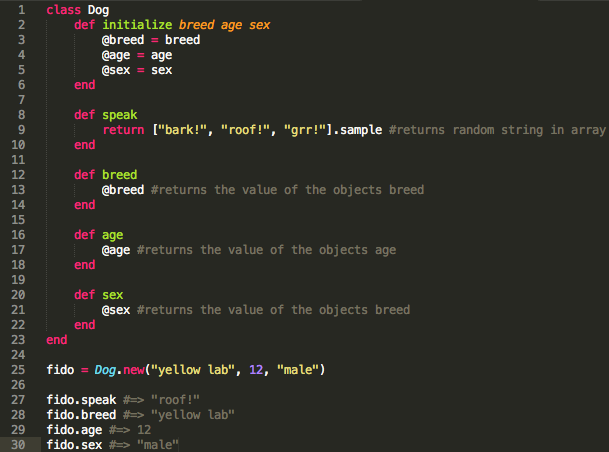 1 class Dog
2 def initialize breed age sex
3 @breed = breed
4 @age = age
5 @sex = sex
6 end
7
8 def speak
9 return ["bark!", "roof!", "grr!"].sample #returns random string in array
10 end
11
12 def breed
13 @breed #returns the value of the objects breed
14 end
15
16 def age
17 @age #returns the value of the objects age
18 end
19
20 def sex
21 @sex #returns the value of the objects breed
22 end
23 end
24
25 fido = Dog.new("yellow lab", 12, "male")
26
27 fido.speak #=> "roof!"
28 fido.breed #=> "yellow lab"
29 fido.age #=> 12
30 fido.sex #=> "male"